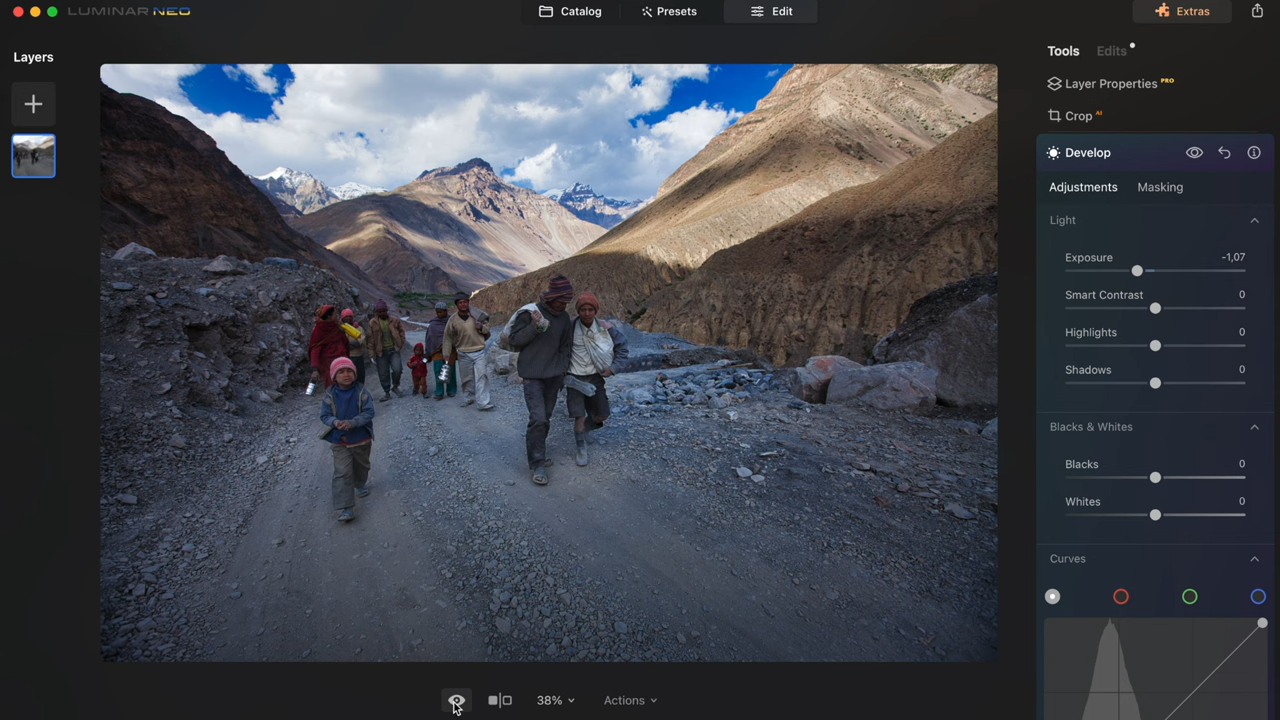 LUMINAR NEO
Catalog
Presets
Edit
Extras
Layers
Tools
Edits
Layer Properties PRO
Crop AI
Develop
Adjustments
Masking
Light
Exposure -1,07
Smart Contrast 0
Highlights 0
Shadows 0
Blacks & Whites
Blacks 0
Whites 0
Curves
38%
Actions